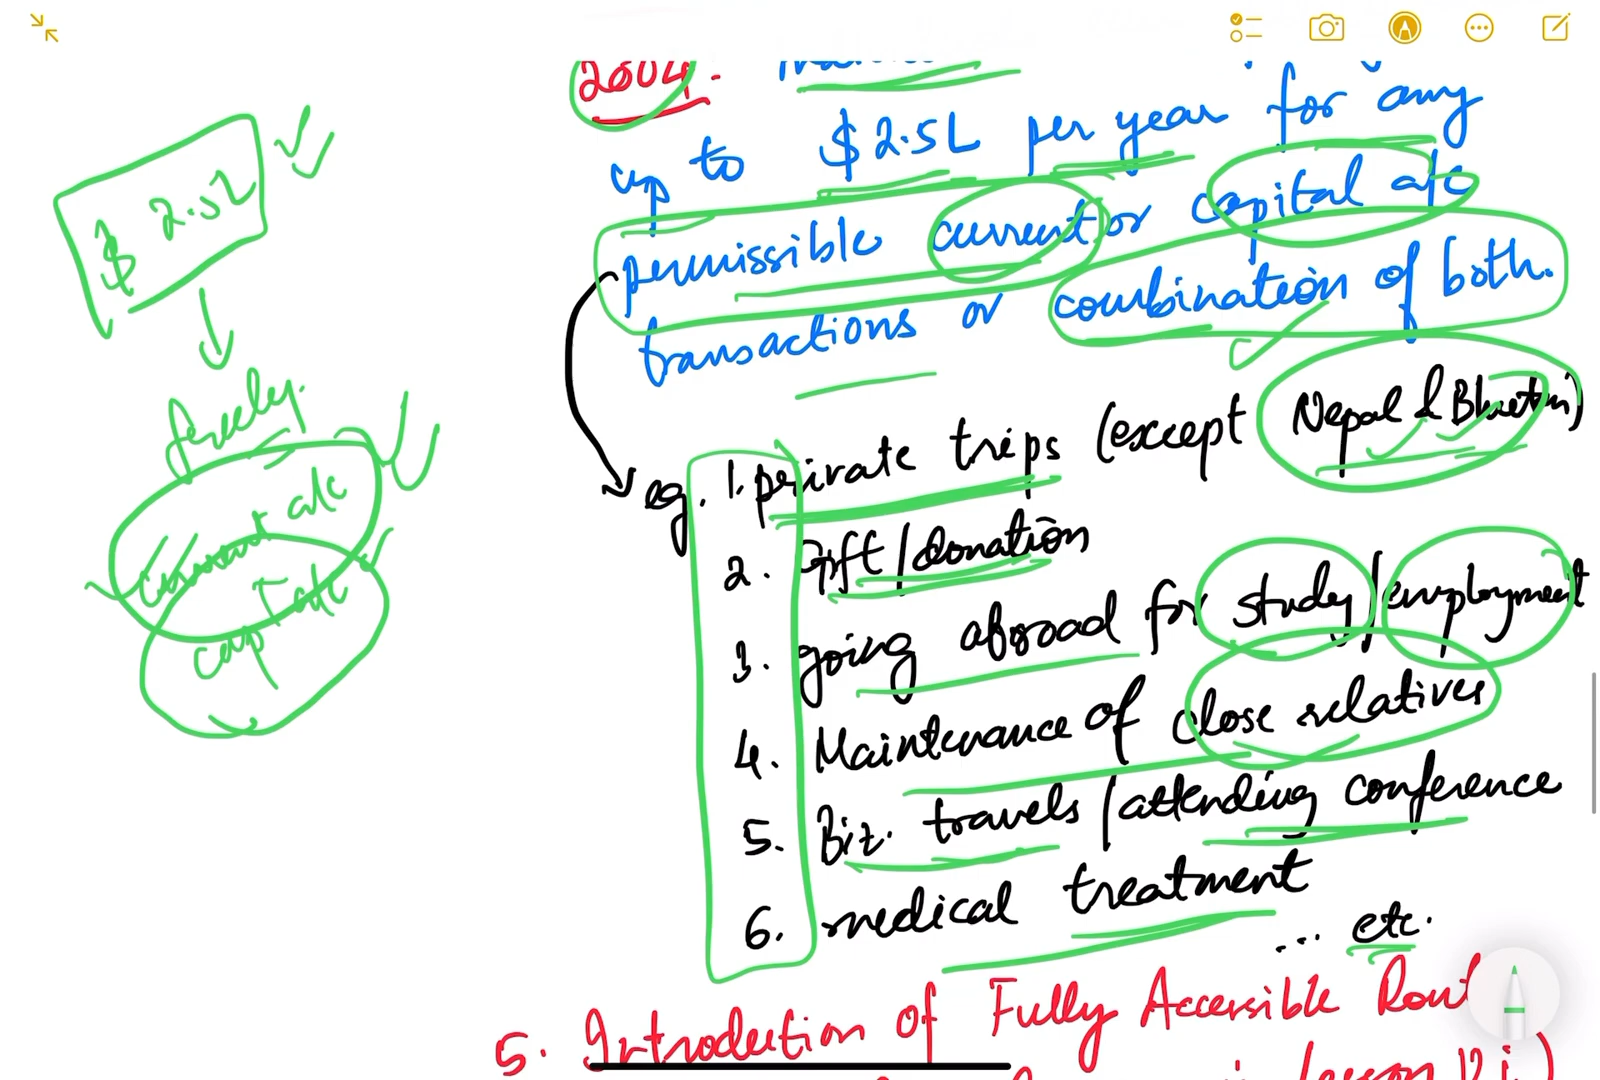 2004.
up to $2.5L per year for any
permissible current or capital a/c
transactions or combination of both.
eg. 1. private trips (except Nepal & Bhutan)
2. Gift/donation
3. going abroad for study/employment
4. Maintenance of close relatives
5. Biz. travels/attending conference
6. medical treatment
... etc.
5. Introduction of Fully Accessible
$ 2.5L
freely.
current a/c
cap a/c